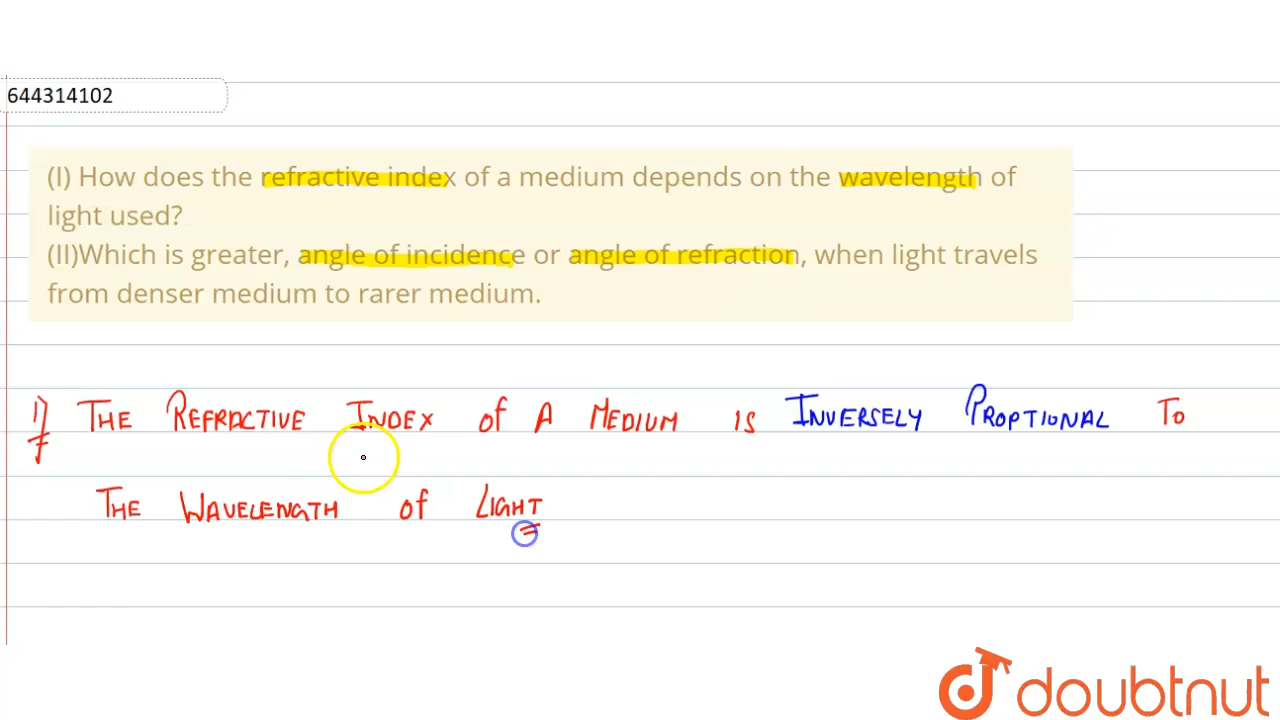 644314102
(I) How does the refractive index of a medium depends on the wavelength of
light used?
(II)Which is greater, angle of incidence or angle of refraction, when light travels
from denser medium to rarer medium.
1) THE REFRACTIVE INDEX of A MEDIUM IS INVERSELY PROPTIONAL TO
THE WAVELENGTH of LIGHT
doubtnut